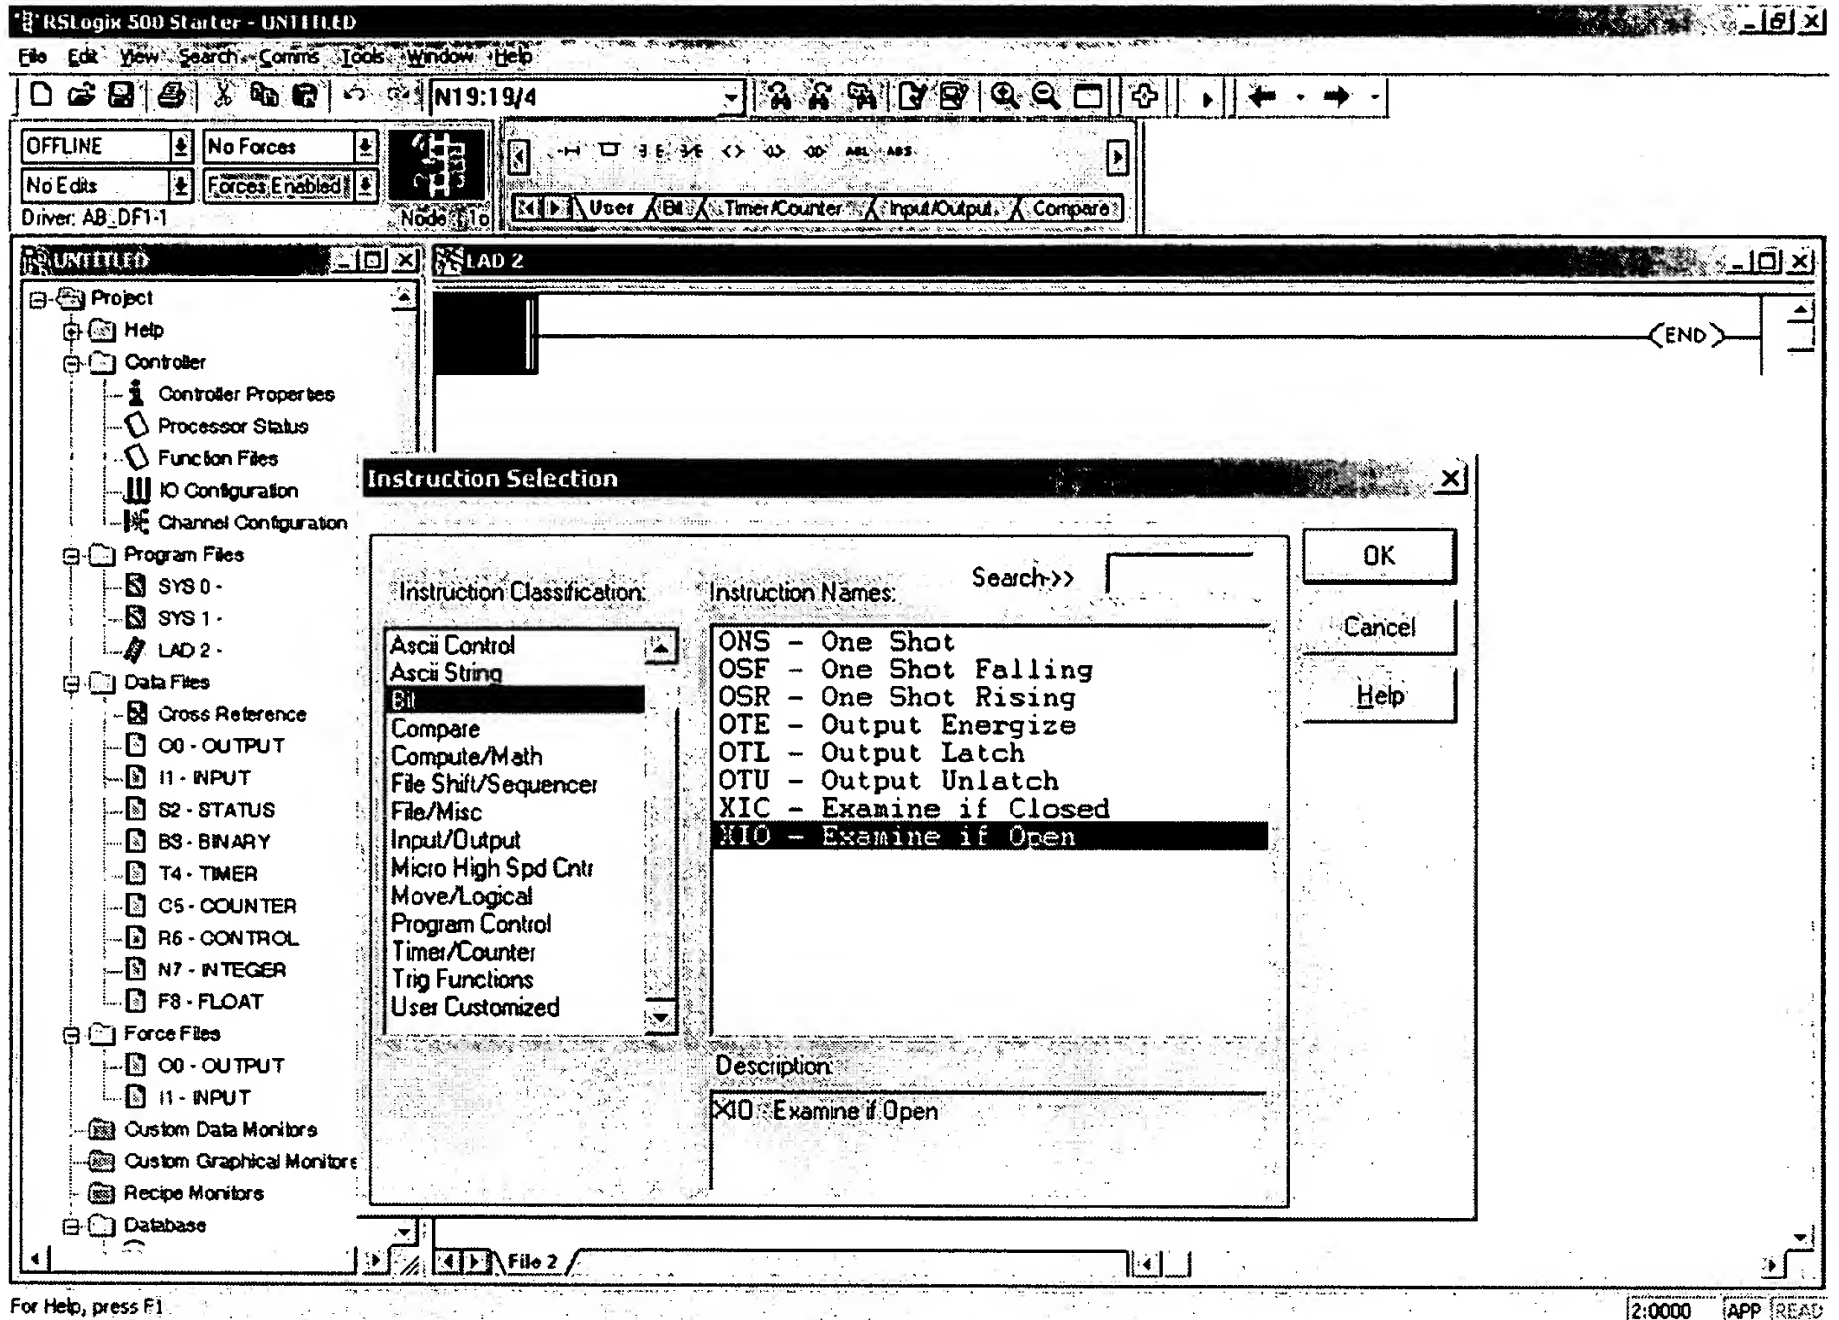 RSLogix 500 Starter - UNTITLED
File Edit View Search Comms Tools Window Help
N19:19/4
OFFLINE No Forces
No Edits Forces Enabled
Driver: AB_DF1-1 Node
ABL ABS
User Bit Timer/Counter Input/Output Compare
UNTITLED
Project
Help
Controller
Controller Properties
Processor Status
Function Files
IO Configuration
Channel Configuration
Program Files
SYS 0 -
SYS 1 -
LAD 2 -
Data Files
Cross Reference
O0 - OUTPUT
I1 - INPUT
S2 - STATUS
B3 - BINARY
T4 - TIMER
C5 - COUNTER
R6 - CONTROL
N7 - INTEGER
F8 - FLOAT
Force Files
O0 - OUTPUT
I1 - INPUT
Custom Data Monitors
Custom Graphical Monitors
Recipe Monitors
Database
LAD 2
(END)
Instruction Selection
Instruction Classification:
Ascii Control
Ascii String
Bit
Compare
Compute/Math
File Shift/Sequencer
File/Misc
Input/Output
Micro High Spd Cntr
Move/Logical
Program Control
Timer/Counter
Trig Functions
User Customized
Instruction Names:
Search->>
ONS - One Shot
OSF - One Shot Falling
OSR - One Shot Rising
OTE - Output Energize
OTL - Output Latch
OTU - Output Unlatch
XIC - Examine if Closed
XIO - Examine if Open
Description:
XIO : Examine if Open
OK
Cancel
Help
File 2
For Help, press F1
2:0000 APP READ